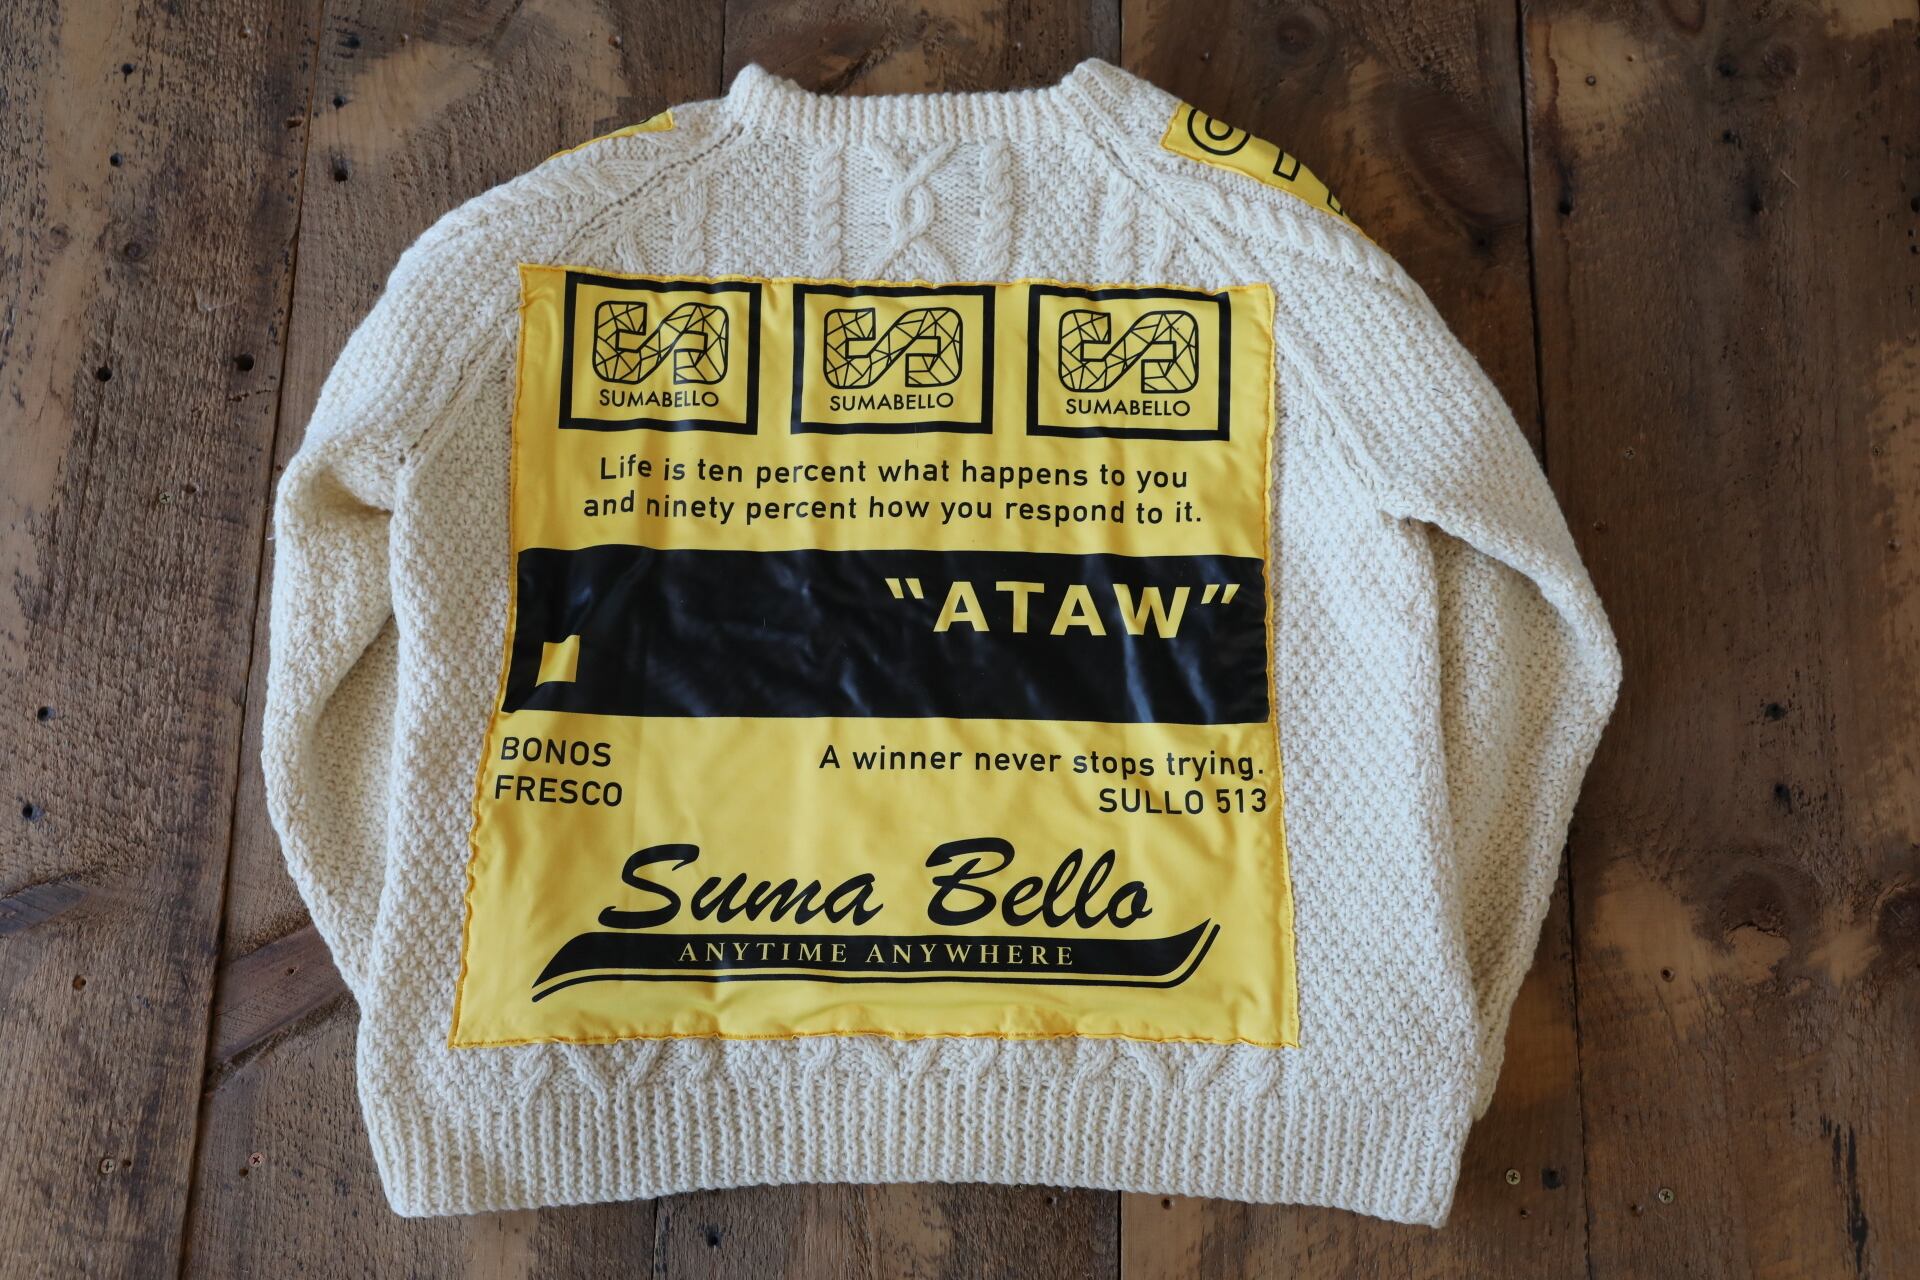 SUMABELLO SUMABELLO SUMABELLO
Life is ten percent what happens to you
and ninety percent how you respond to it.
"ATAW"
BONOS
FRESCO
A winner never stops trying.
SULLO 513
Suma Bello
ANYTIME ANYWHERE